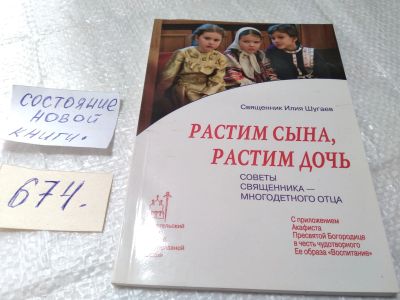 СОСТОЯНИЕ
НОВОЙ
КНИГИ.
674.
Священник Илия Шугаев
РАСТИМ СЫНА,
РАСТИМ ДОЧЬ
СОВЕТЫ
СВЯЩЕННИКА —
МНОГОДЕТНОГО ОТЦА
С приложением
Акафиста
Пресвятой Богородице
в честь чудотворного
Ее образа «Воспитание»